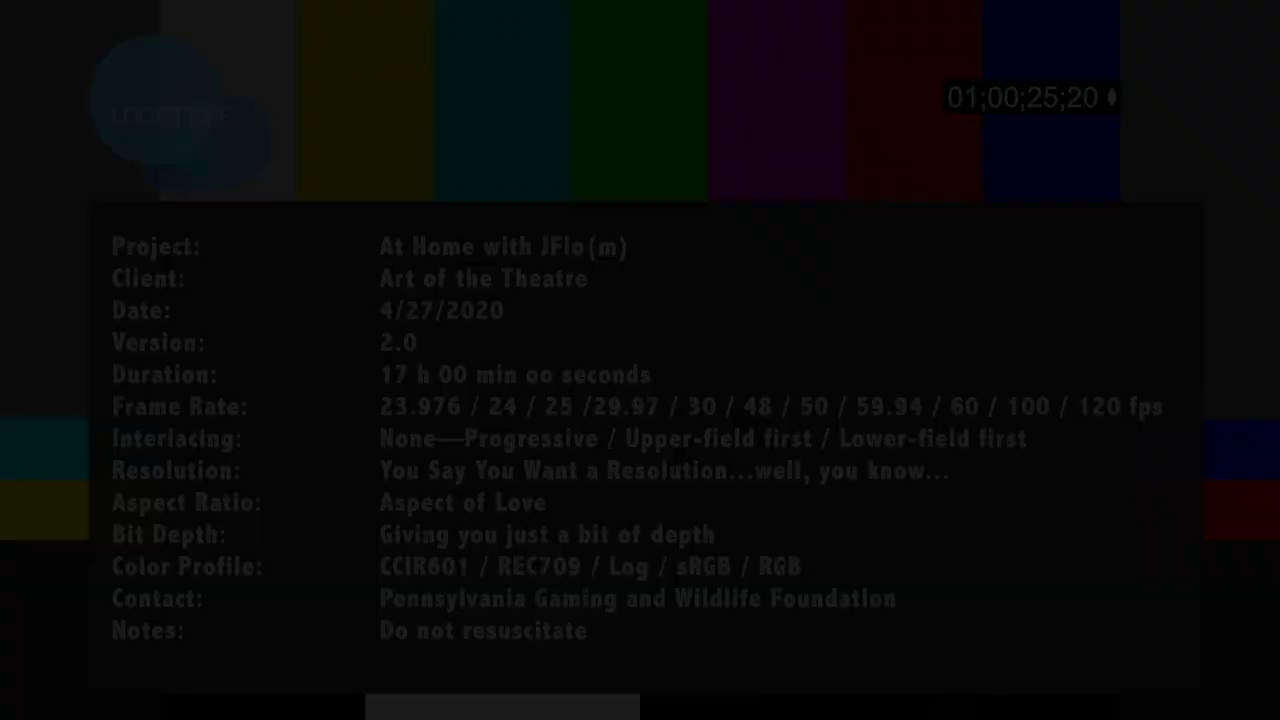 LOGOTYPE
01;00;25;20
Project: At Home with JFlo(m)
Client: Art of the Theatre
Date: 4/27/2020
Version: 2.0
Duration: 17 h 00 min oo seconds
Frame Rate: 23.976 / 24 / 25 /29.97 / 30 / 48 / 50 / 59.94 / 60 / 100 / 120 fps
Interlacing: None—Progressive / Upper-field first / Lower-field first
Resolution: You Say You Want a Resolution...well, you know...
Aspect Ratio: Aspect of Love
Bit Depth: Giving you just a bit of depth
Color Profile: CCIR601 / REC709 / Log / sRGB / RGB
Contact: Pennsylvania Gaming and Wildlife Foundation
Notes: Do not resuscitate